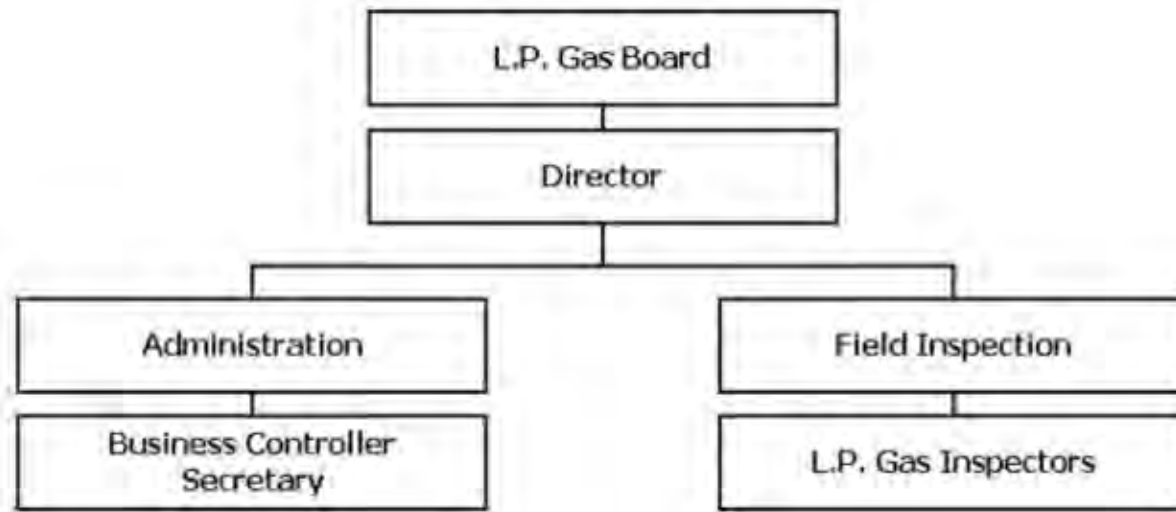 L.P. Gas Board
Director
Administration
Field Inspection
Business Controller
Secretary
L.P. Gas Inspectors